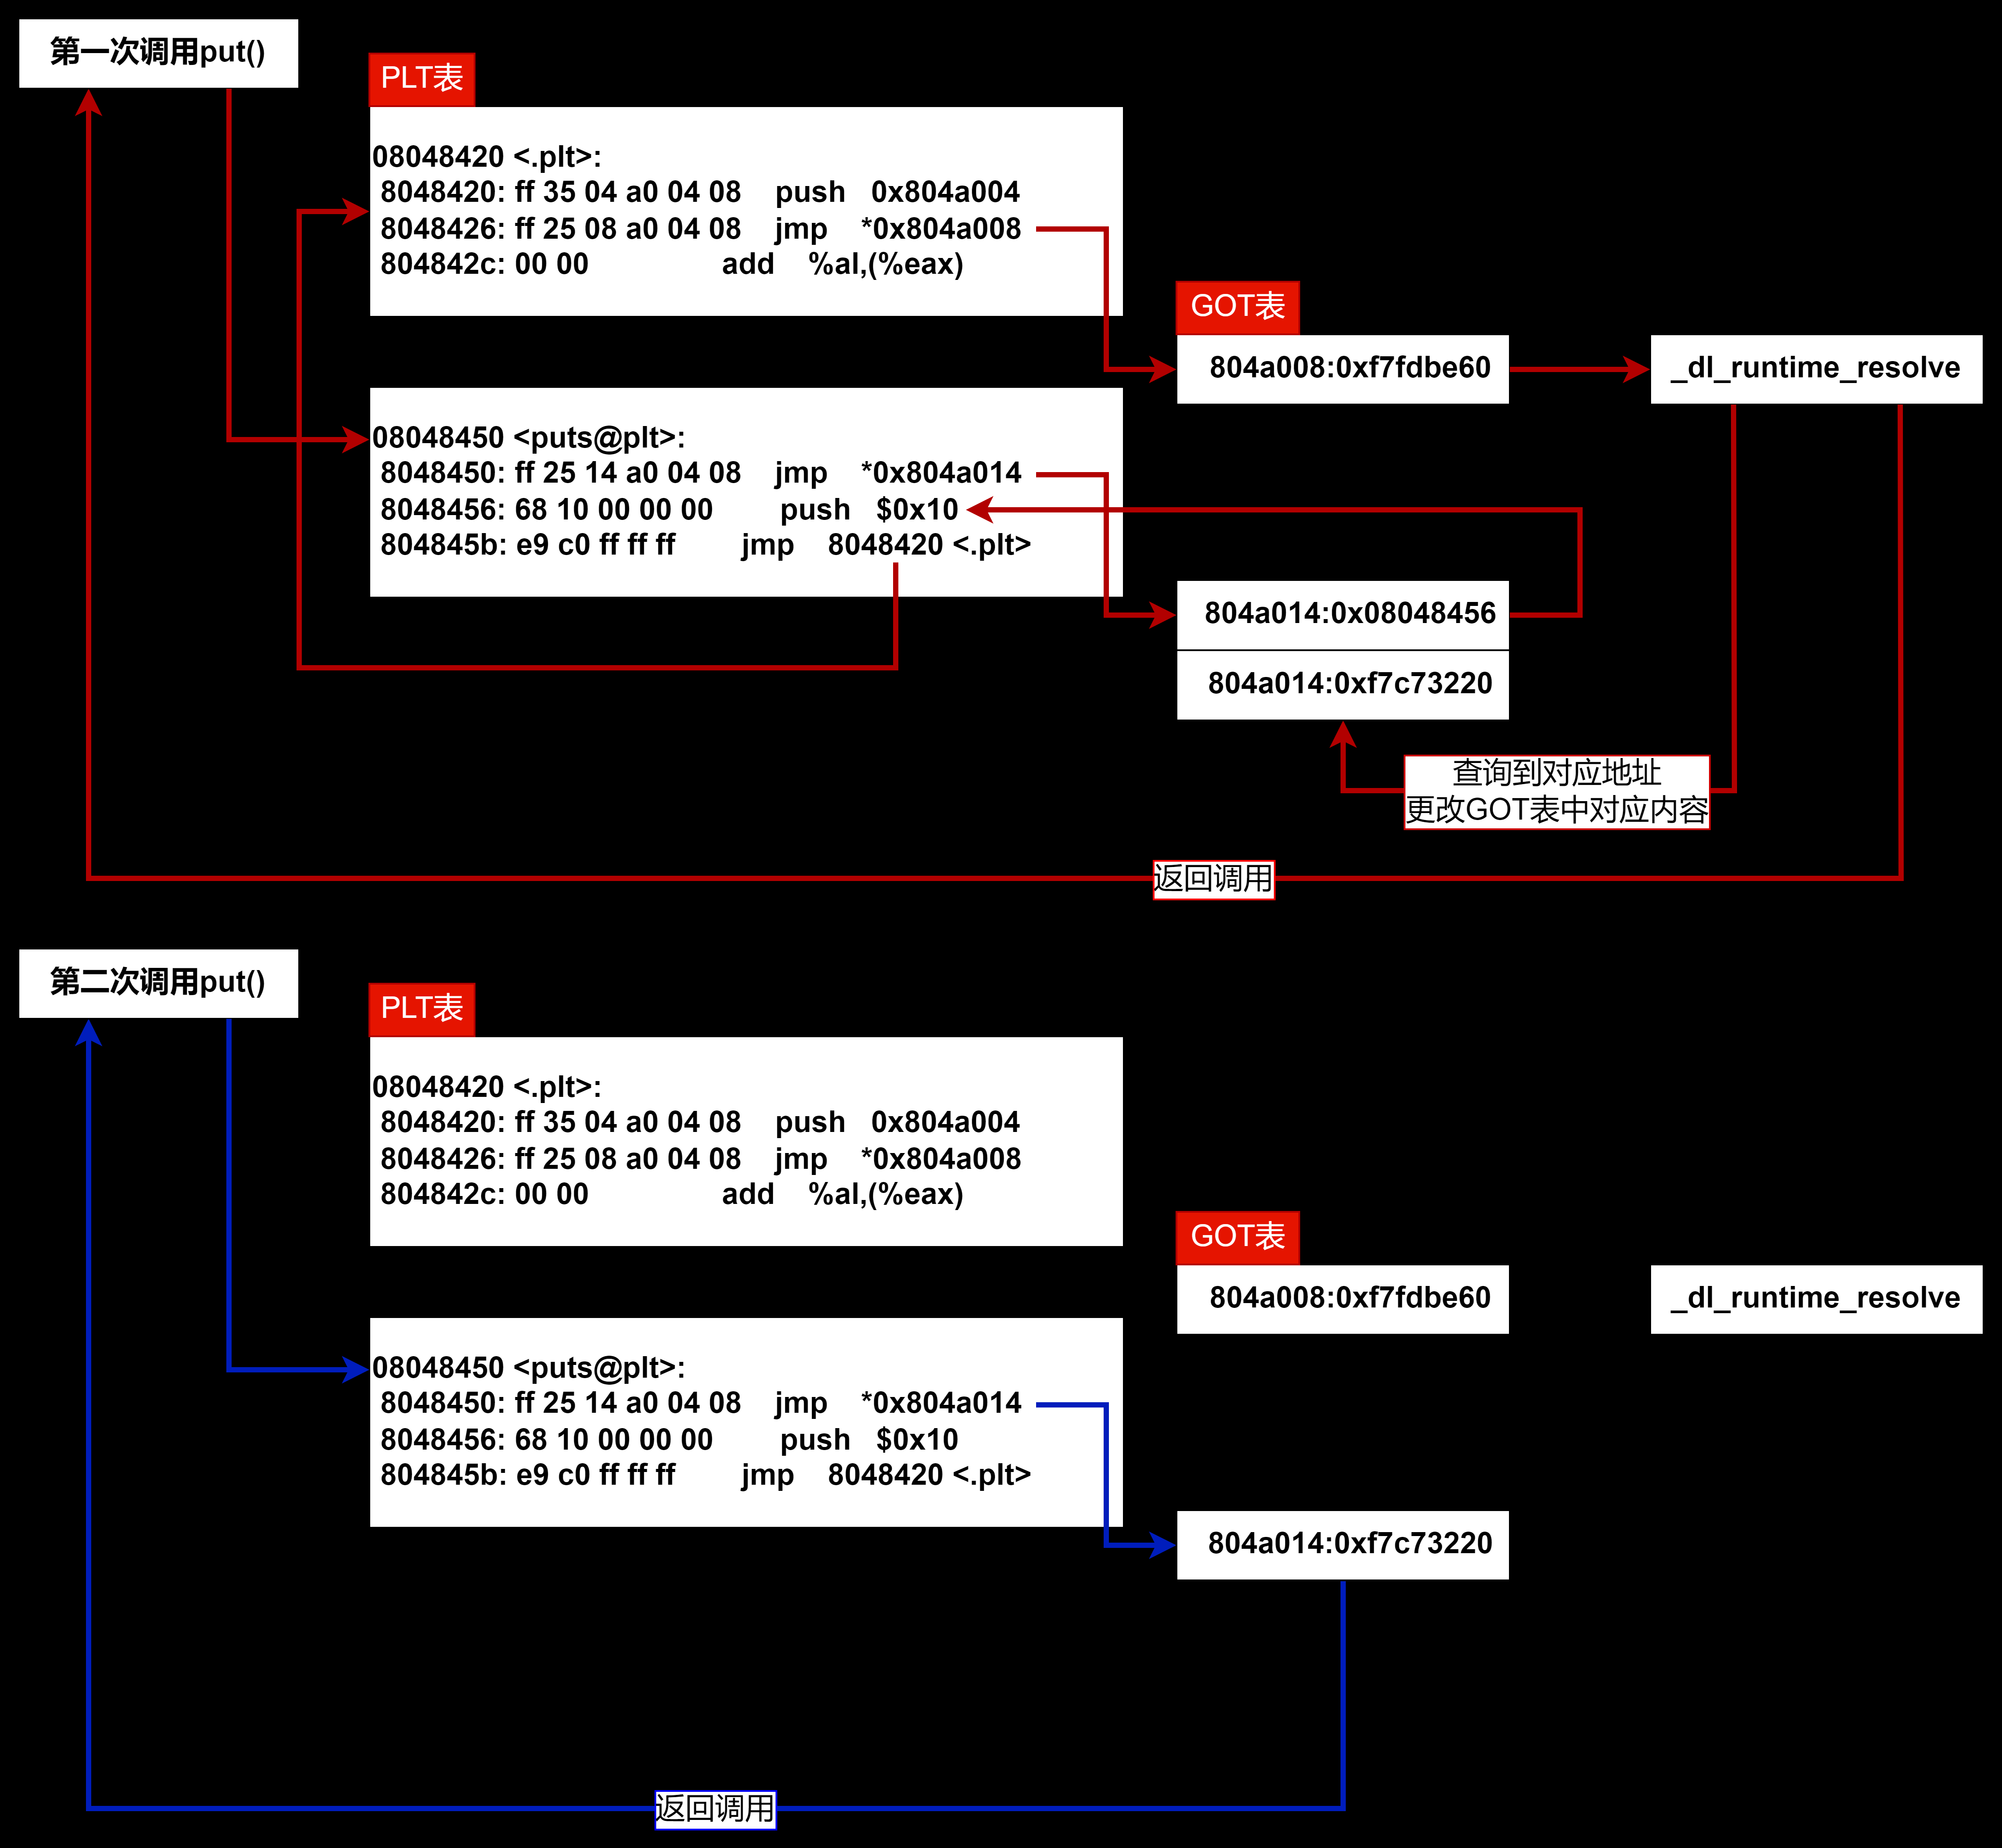 第一次调用put()
PLT表
08048420 <.plt>:
8048420: ff 35 04 a0 04 08 push 0x804a004
8048426: ff 25 08 a0 04 08 jmp *0x804a008
804842c: 00 00 add %al,(%eax)
GOT表
804a008:0xf7fdbe60
_dl_runtime_resolve
08048450 <puts@plt>:
8048450: ff 25 14 a0 04 08 jmp *0x804a014
8048456: 68 10 00 00 00 push $0x10
804845b: e9 c0 ff ff ff jmp 8048420 <.plt>
804a014:0x08048456
804a014:0xf7c73220
查询到对应地址
更改GOT表中对应内容
返回调用
第二次调用put()
PLT表
08048420 <.plt>:
8048420: ff 35 04 a0 04 08 push 0x804a004
8048426: ff 25 08 a0 04 08 jmp *0x804a008
804842c: 00 00 add %al,(%eax)
GOT表
804a008:0xf7fdbe60
_dl_runtime_resolve
08048450 <puts@plt>:
8048450: ff 25 14 a0 04 08 jmp *0x804a014
8048456: 68 10 00 00 00 push $0x10
804845b: e9 c0 ff ff ff jmp 8048420 <.plt>
804a014:0xf7c73220
返回调用